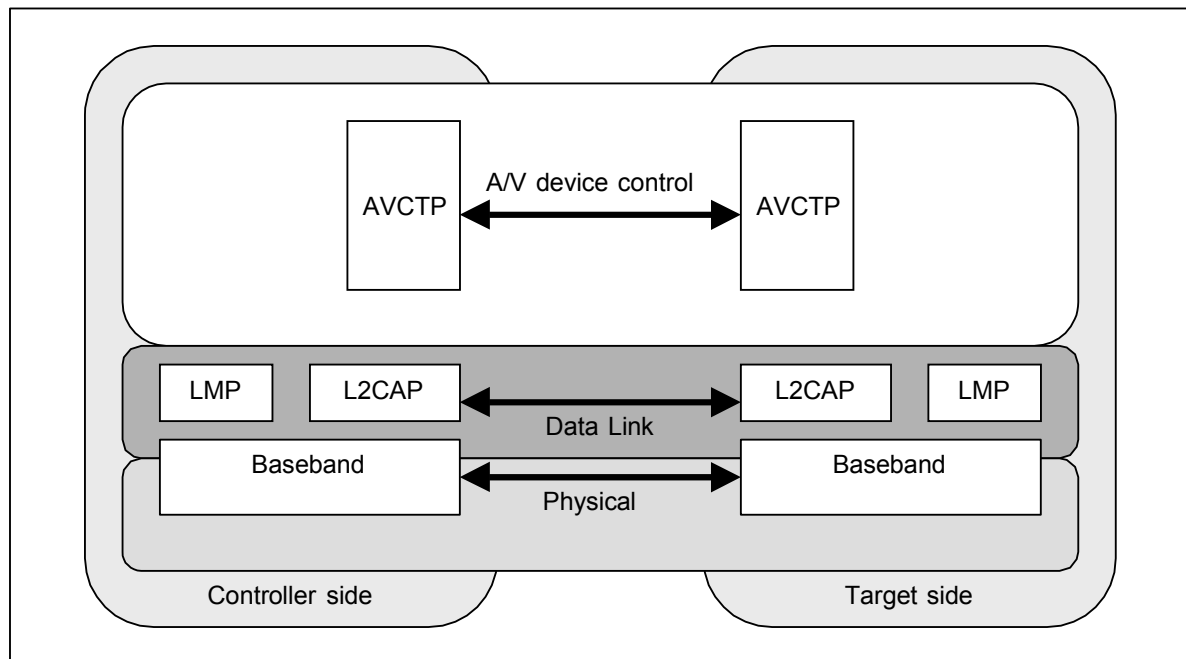 A/V device control
AVCTP
AVCTP
LMP
L2CAP
L2CAP
LMP
Data Link
Baseband
Baseband
Physical
Controller side
Target side